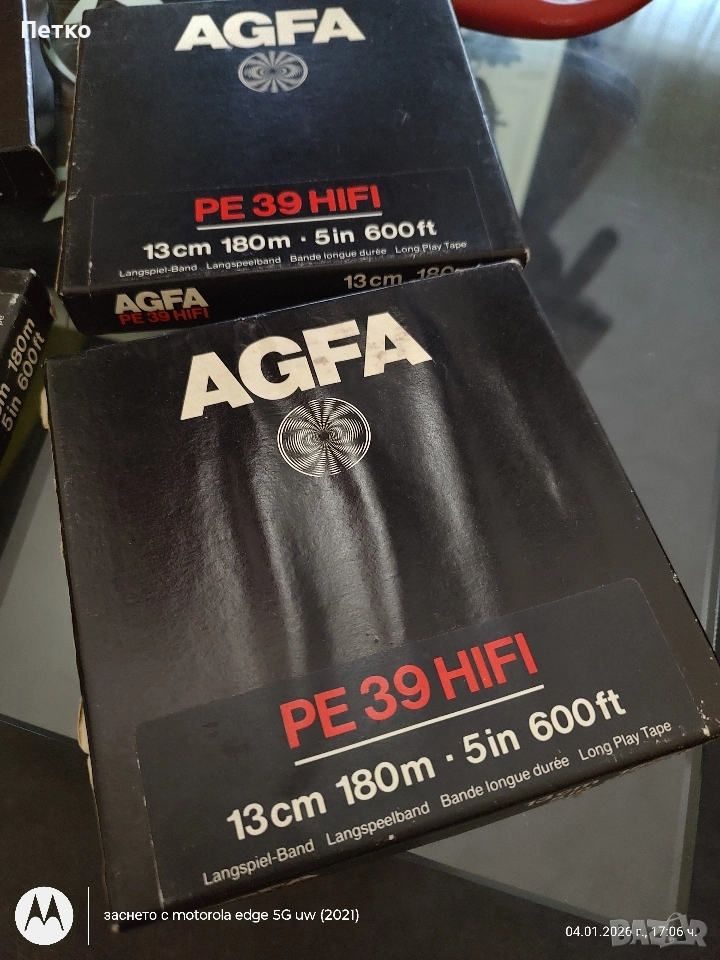 Петко
AGFA
PE 39 HIFI
13cm 180m · 5in 600ft
Langspiel-Band Langspeelband Bande longue durée Long Play Tape
AGFA 13cm 180
PE 39 HIFI
180m
5in 600ft
AGFA
PE 39 HIFI
13cm 180m · 5in 600ft
Langspiel-Band Langspeelband Bande longue durée Long Play Tape
заснето с motorola edge 5G uw (2021)
04.01.2026 г., 17:06 ч.
BAZAR